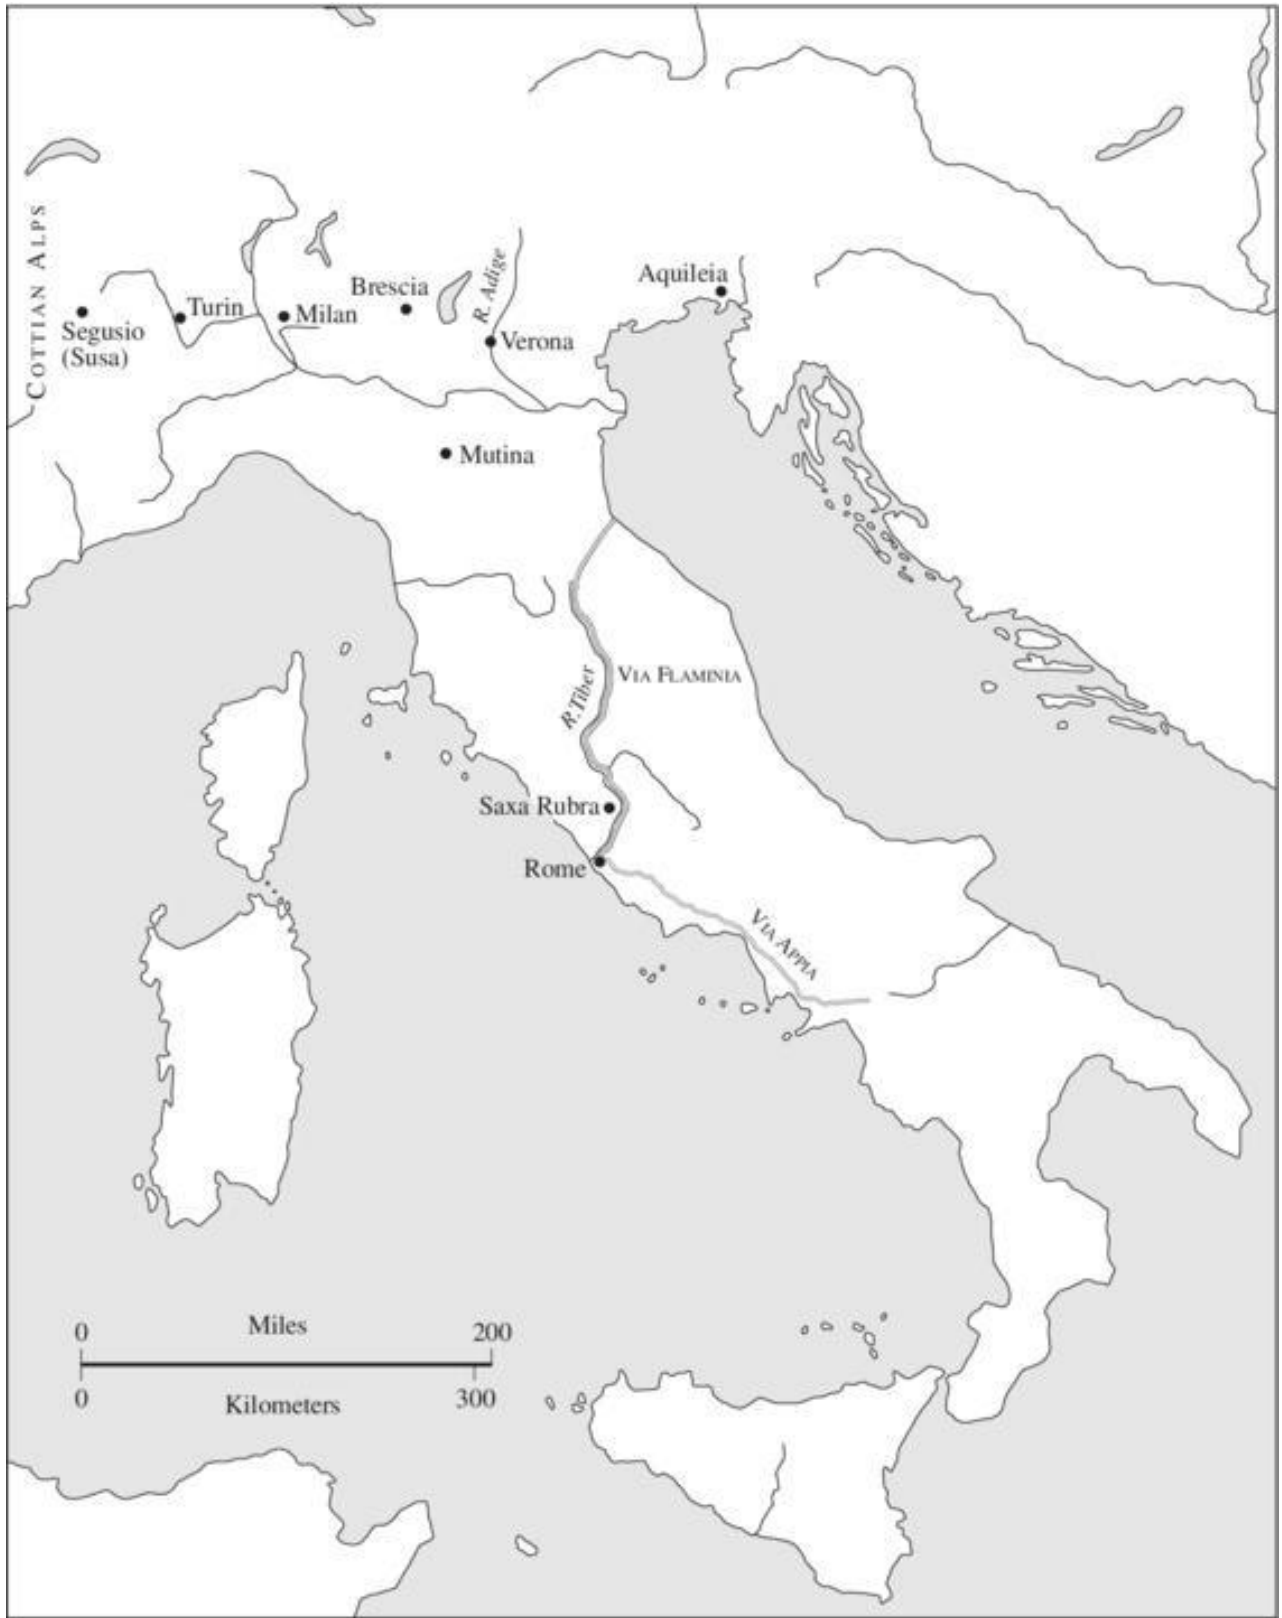 COTTIAN ALPS
Segusio
(Susa)
Turin
Milan
Brescia
R. Adige
Verona
Aquileia
Mutina
VIA FLAMINIA
R. Tiber
Saxa Rubra
Rome
VIA APPIA
0 Miles 200
0 Kilometers 300